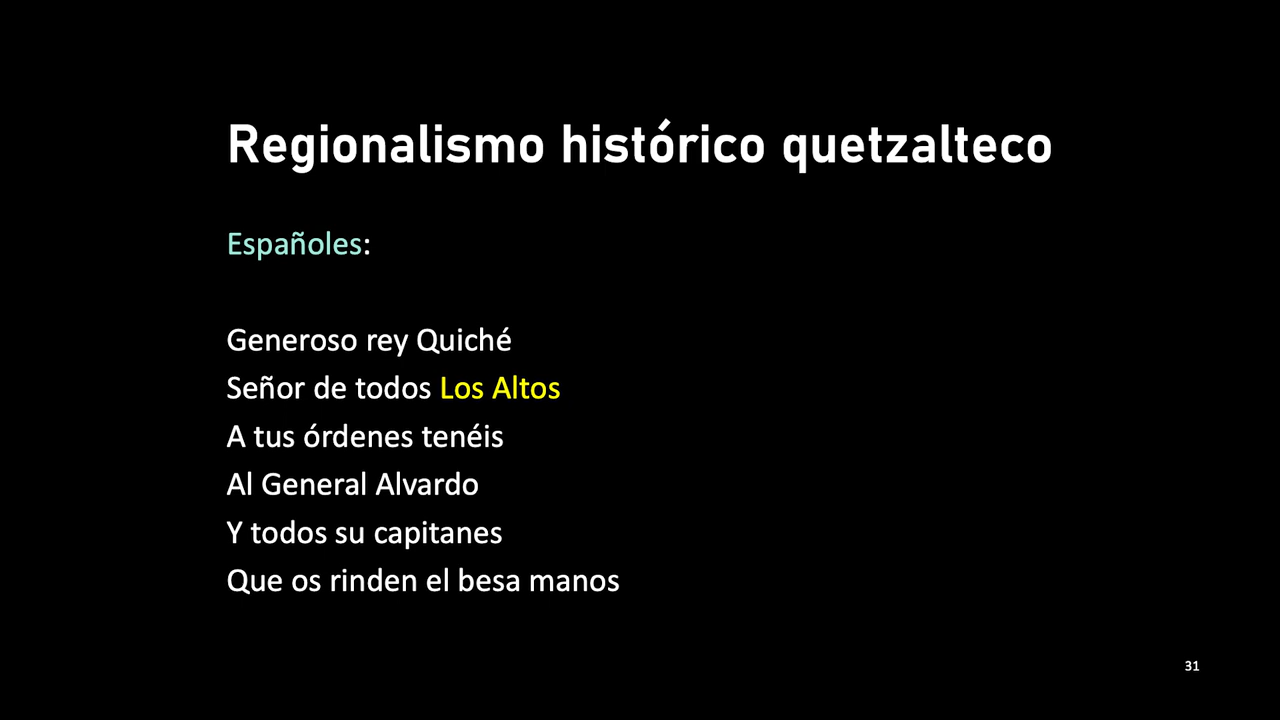 Regionalismo histórico quetzalteco
Españoles:
Generoso rey Quiché
Señor de todos Los Altos
A tus órdenes tenéis
Al General Alvardo
Y todos su capitanes
Que os rinden el besa manos
31